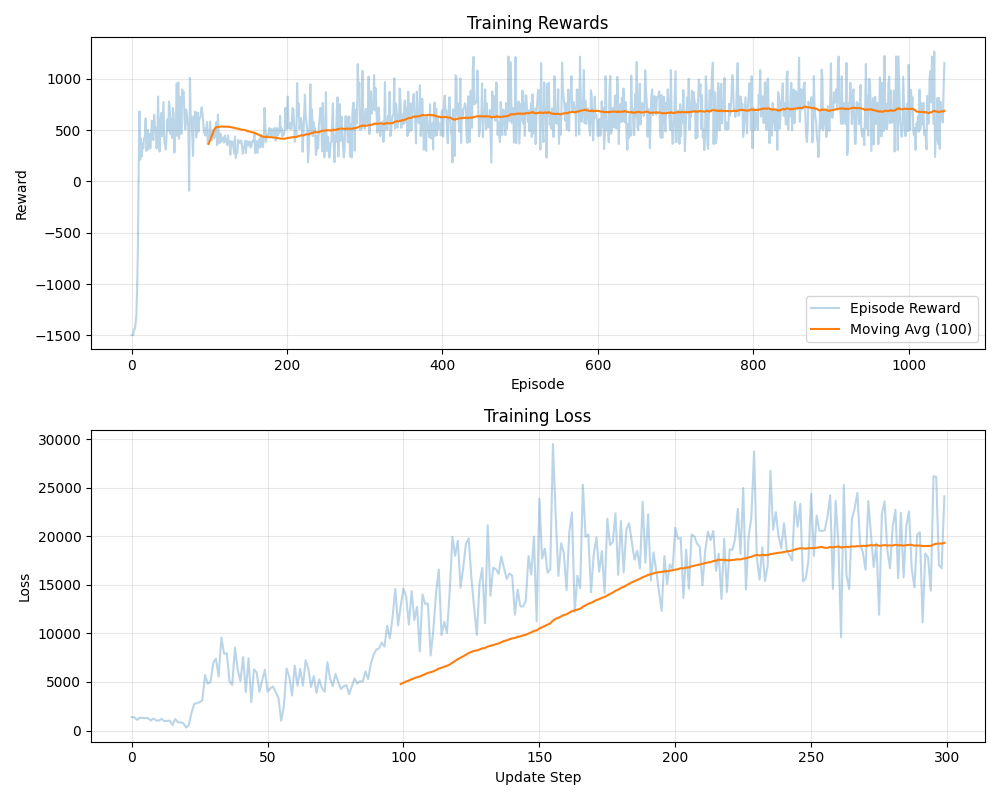 Training Rewards
1000
500
0
−500
−1000
−1500
Reward
Episode Reward
Moving Avg (100)
0 200 400 600 800 1000
Episode
Training Loss
30000
25000
20000
15000
10000
5000
0
Loss
0 50 100 150 200 250 300
Update Step